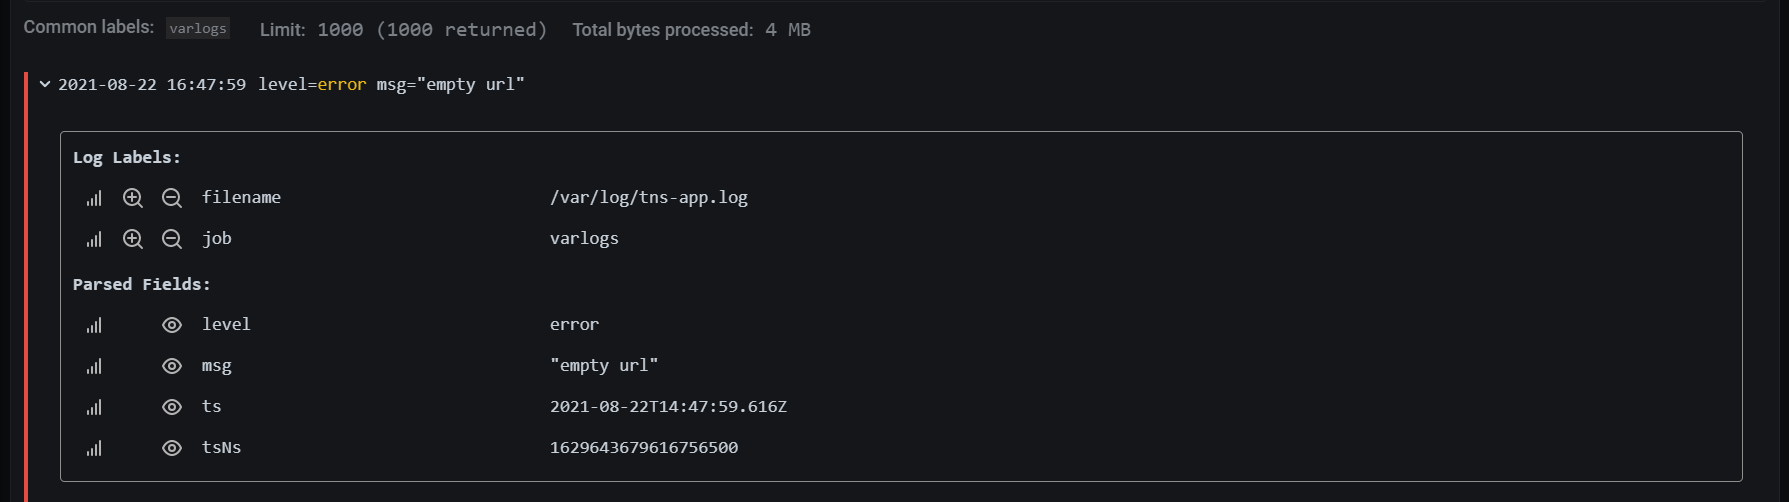 Common labels: varlogs Limit: 1000 (1000 returned) Total bytes processed: 4 MB
2021-08-22 16:47:59 level=error msg="empty url"
Log Labels:
filename /var/log/tns-app.log
job varlogs
Parsed Fields:
level error
msg "empty url"
ts 2021-08-22T14:47:59.616Z
tsNs 1629643679616756500